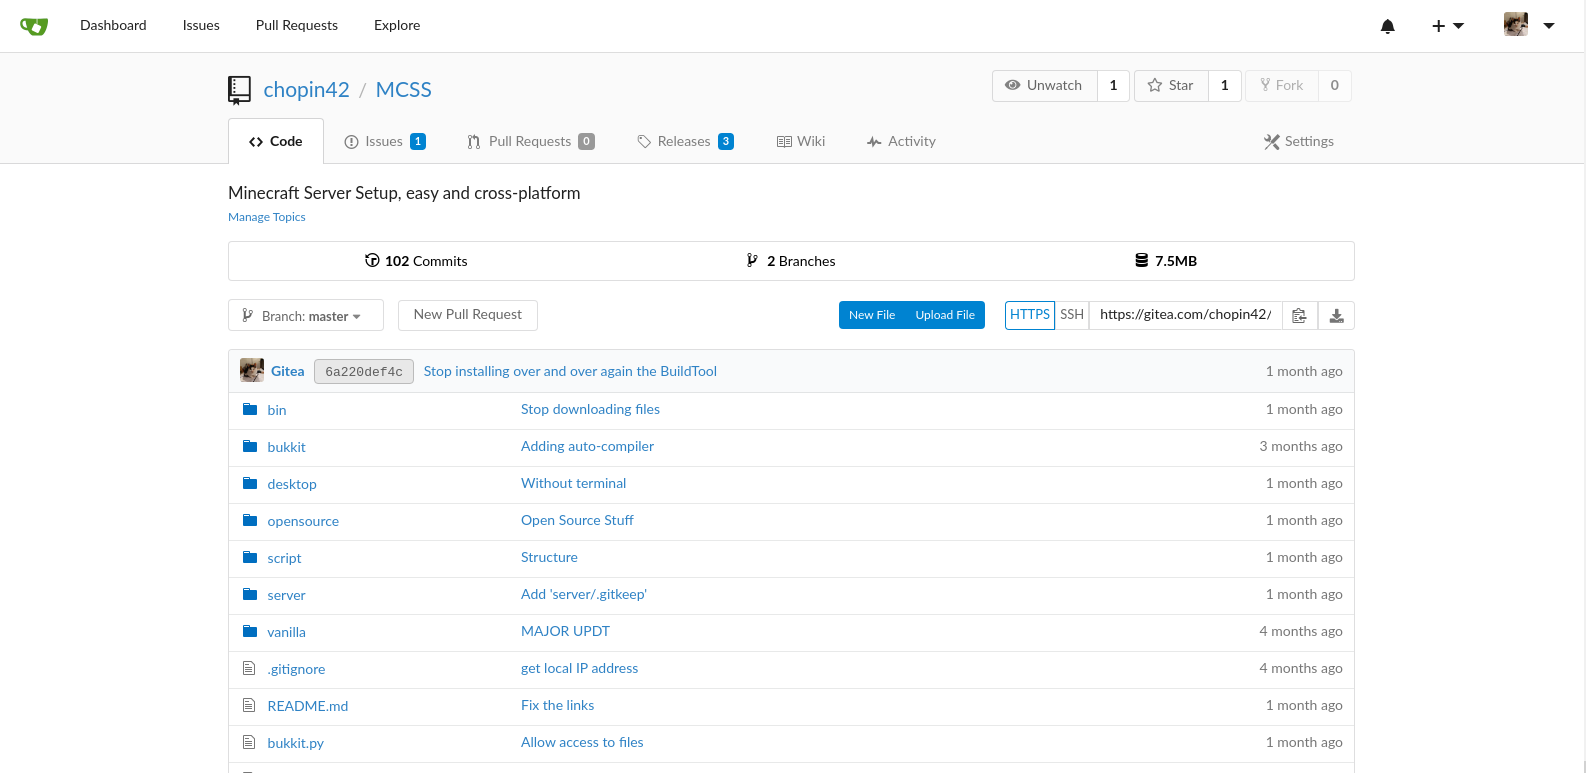 Dashboard Issues Pull Requests Explore
chopin42 / MCSS
Unwatch 1 Star 1 Fork 0
Code Issues 1 Pull Requests 0 Releases 3 Wiki Activity Settings
Minecraft Server Setup, easy and cross-platform
Manage Topics
102 Commits 2 Branches 7.5MB
Branch: master New Pull Request New File Upload File HTTPS SSH https://gitea.com/chopin42/
Gitea 6a220def4c Stop installing over and over again the BuildTool 1 month ago
bin Stop downloading files 1 month ago
bukkit Adding auto-compiler 3 months ago
desktop Without terminal 1 month ago
opensource Open Source Stuff 1 month ago
script Structure 1 month ago
server Add 'server/.gitkeep' 1 month ago
vanilla MAJOR UPDT 4 months ago
.gitignore get local IP address 4 months ago
README.md Fix the links 1 month ago
bukkit.py Allow access to files 1 month ago